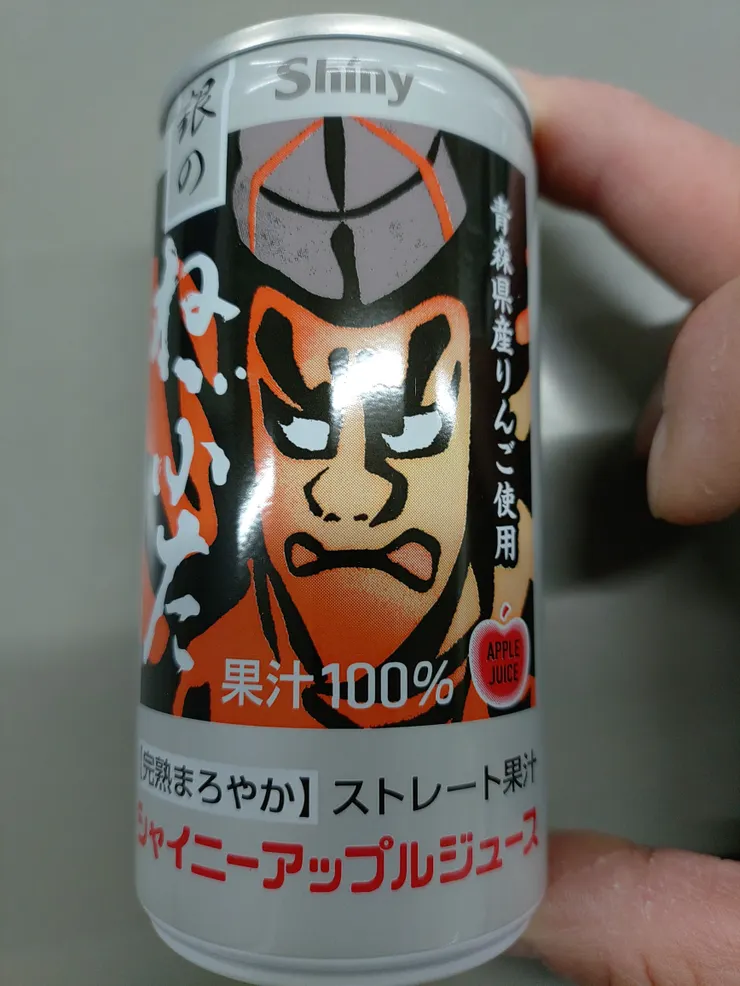 Shiny
銀の
ねぶた
青森県産りんご使用
果汁100%
APPLE
JUICE
【完熟まろやか】ストレート果汁
シャイニーアップルジュース